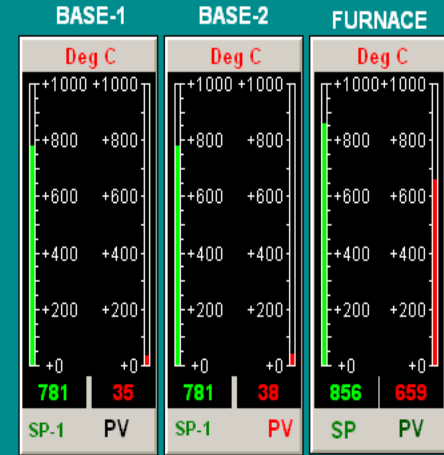 BASE-1 BASE-2 FURNACE
Deg C Deg C Deg C
+1000 +1000 +1000 +1000 +1000+1000
+800 +800 +800 +800 +800 +800
+600 +600 +600 +600 +600 +600
+400 +400 +400 +400 +400 +400
+200 +200 +200 +200 +200 +200
+0 +0 +0 +0 +0 +0
781 35 781 38 856 659
SP-1 PV SP-1 PV SP PV